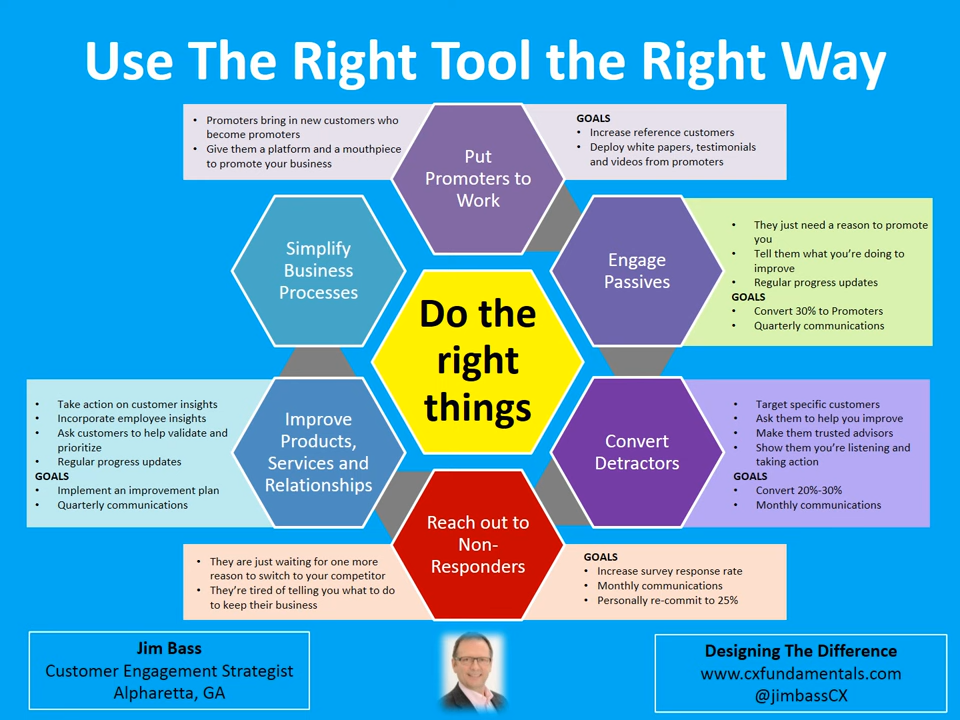 Use The Right Tool the Right Way
• Promoters bring in new customers who
become promoters
• Give them a platform and a mouthpiece
to promote your business
Put
Promoters to
Work
GOALS
• Increase reference customers
• Deploy white papers, testimonials
and videos from promoters
Simplify
Business
Processes
Engage
Passives
• They just need a reason to promote
you
• Tell them what you're doing to
improve
• Regular progress updates
GOALS
• Convert 30% to Promoters
• Quarterly communications
Do the
right
things
• Take action on customer insights
• Incorporate employee insights
• Ask customers to help validate and
prioritize
• Regular progress updates
GOALS
• Implement an improvement plan
• Quarterly communications
Improve
Products,
Services and
Relationships
Convert
Detractors
• Target specific customers
• Ask them to help you improve
• Make them trusted advisors
• Show them you're listening and
taking action
GOALS
• Convert 20%-30%
• Monthly communications
• They are just waiting for one more
reason to switch to your competitor
• They're tired of telling you what to do
to keep their business
Reach out to
Non-
Responders
GOALS
• Increase survey response rate
• Monthly communications
• Personally re-commit to 25%
Jim Bass
Customer Engagement Strategist
Alpharetta, GA
Designing The Difference
www.cxfundamentals.com
@jimbassCX